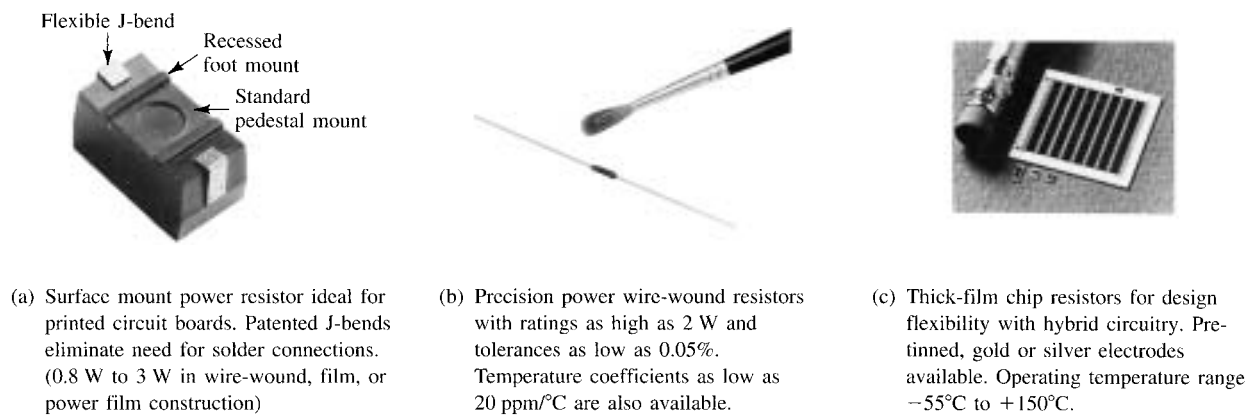 Flexible J-bend
Recessed
foot mount
Standard
pedestal mount
(a) Surface mount power resistor ideal for
printed circuit boards. Patented J-bends
eliminate need for solder connections.
(0.8 W to 3 W in wire-wound, film, or
power film construction)
(b) Precision power wire-wound resistors
with ratings as high as 2 W and
tolerances as low as 0.05%.
Temperature coefficients as low as
20 ppm/°C are also available.
(c) Thick-film chip resistors for design
flexibility with hybrid circuitry. Pre-
tinned, gold or silver electrodes
available. Operating temperature range
−55°C to +150°C.